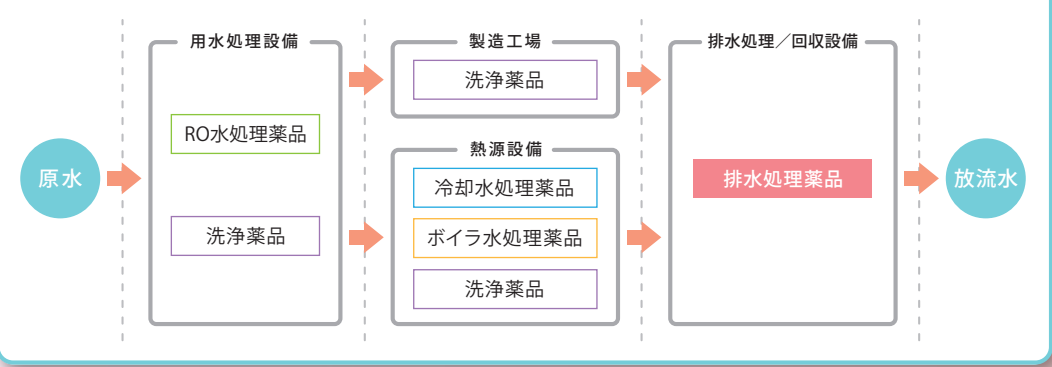 原水
用水処理設備
RO水処理薬品
洗浄薬品
製造工場
洗浄薬品
熱源設備
冷却水処理薬品
ボイラ水処理薬品
洗浄薬品
排水処理／回収設備
排水処理薬品
放流水